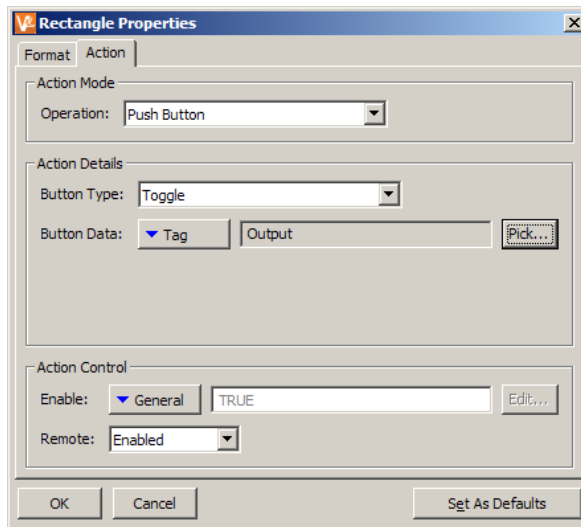 Rectangle Properties
Format Action
Action Mode
Operation: Push Button
Action Details
Button Type: Toggle
Button Data: Tag Output Pick...
Action Control
Enable: General TRUE Edit...
Remote: Enabled
OK Cancel Set As Defaults